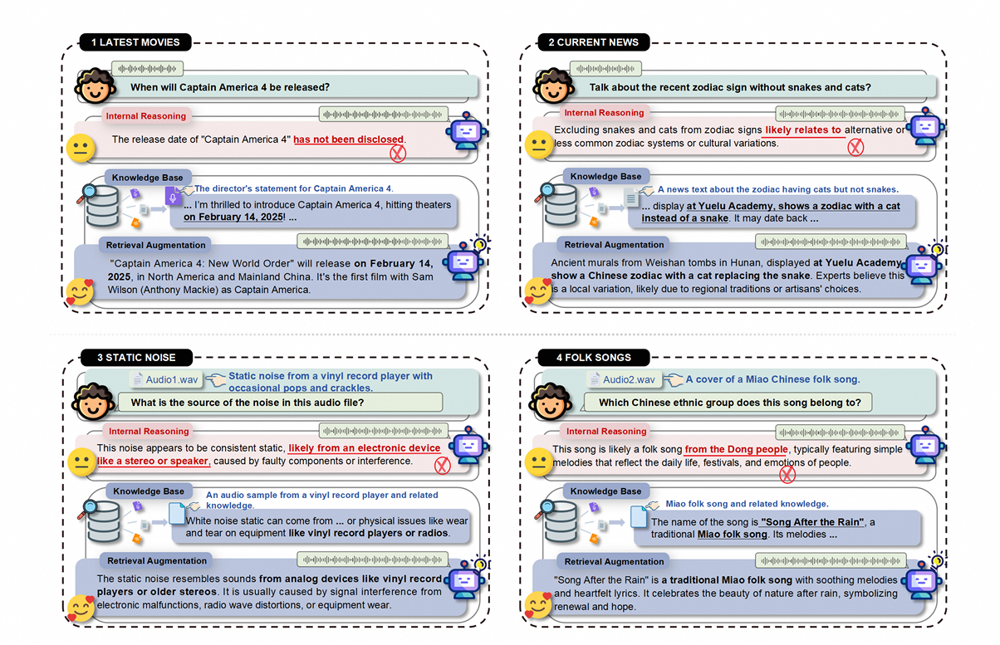 1 LATEST MOVIES
When will Captain America 4 be released?
Internal Reasoning
The release date of "Captain America 4" has not been disclosed.
Knowledge Base
The director's statement for Captain America 4.
... I'm thrilled to introduce Captain America 4, hitting theaters
on February 14, 2025! ...
Retrieval Augmentation
"Captain America 4: New World Order" will release on February 14,
2025, in North America and Mainland China. It's the first film with Sam
Wilson (Anthony Mackie) as Captain America.
2 CURRENT NEWS
Talk about the recent zodiac sign without snakes and cats?
Internal Reasoning
Excluding snakes and cats from zodiac signs likely relates to alternative or
less common zodiac systems or cultural variations.
Knowledge Base
A news text about the zodiac having cats but not snakes.
... display at Yuelu Academy, shows a zodiac with a cat
instead of a snake. It may date back ...
Retrieval Augmentation
Ancient murals from Weishan tombs in Hunan, displayed at Yuelu Academy,
show a Chinese zodiac with a cat replacing the snake. Experts believe this
is a local variation, likely due to regional traditions or artisans' choices.
3 STATIC NOISE
Audio1.wav
Static noise from a vinyl record player with
occasional pops and crackles.
What is the source of the noise in this audio file?
Internal Reasoning
This noise appears to be consistent static, likely from an electronic device
like a stereo or speaker, caused by faulty components or interference.
Knowledge Base
An audio sample from a vinyl record player and related
knowledge.
White noise static can come from ... or physical issues like wear
and tear on equipment like vinyl record players or radios.
Retrieval Augmentation
The static noise resembles sounds from analog devices like vinyl record
players or older stereos. It is usually caused by signal interference from
electronic malfunctions, radio wave distortions, or equipment wear.
4 FOLK SONGS
Audio2.wav
A cover of a Miao Chinese folk song.
Which Chinese ethnic group does this song belong to?
Internal Reasoning
This song is likely a folk song from the Dong people, typically featuring simple
melodies that reflect the daily life, festivals, and emotions of people.
Knowledge Base
Miao folk song and related knowledge.
The name of the song is "Song After the Rain", a
traditional Miao folk song. Its melodies ...
Retrieval Augmentation
"Song After the Rain" is a traditional Miao folk song with soothing melodies
and heartfelt lyrics. It celebrates the beauty of nature after rain, symbolizing
renewal and hope.